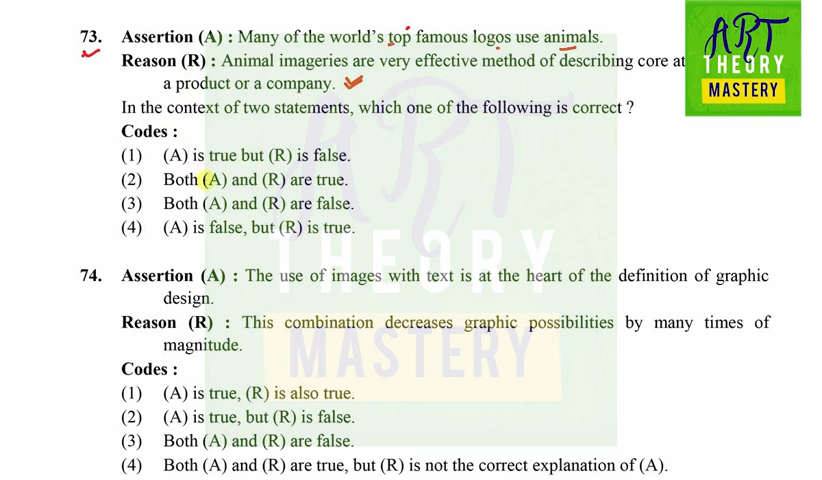 73. Assertion (A) : Many of the world's top famous logos use animals.
Reason (R) : Animal imageries are very effective method of describing core at
a product or a company.
In the context of two statements, which one of the following is correct ?
Codes :
(1) (A) is true but (R) is false.
(2) Both (A) and (R) are true.
(3) Both (A) and (R) are false.
(4) (A) is false, but (R) is true.
74. Assertion (A) : The use of images with text is at the heart of the definition of graphic
design.
Reason (R) : This combination decreases graphic possibilities by many times of
magnitude.
Codes :
(1) (A) is true, (R) is also true.
(2) (A) is true, but (R) is false.
(3) Both (A) and (R) are false.
(4) Both (A) and (R) are true, but (R) is not the correct explanation of (A).
ART
THEORY
MASTERY
ART
THEORY
MASTERY